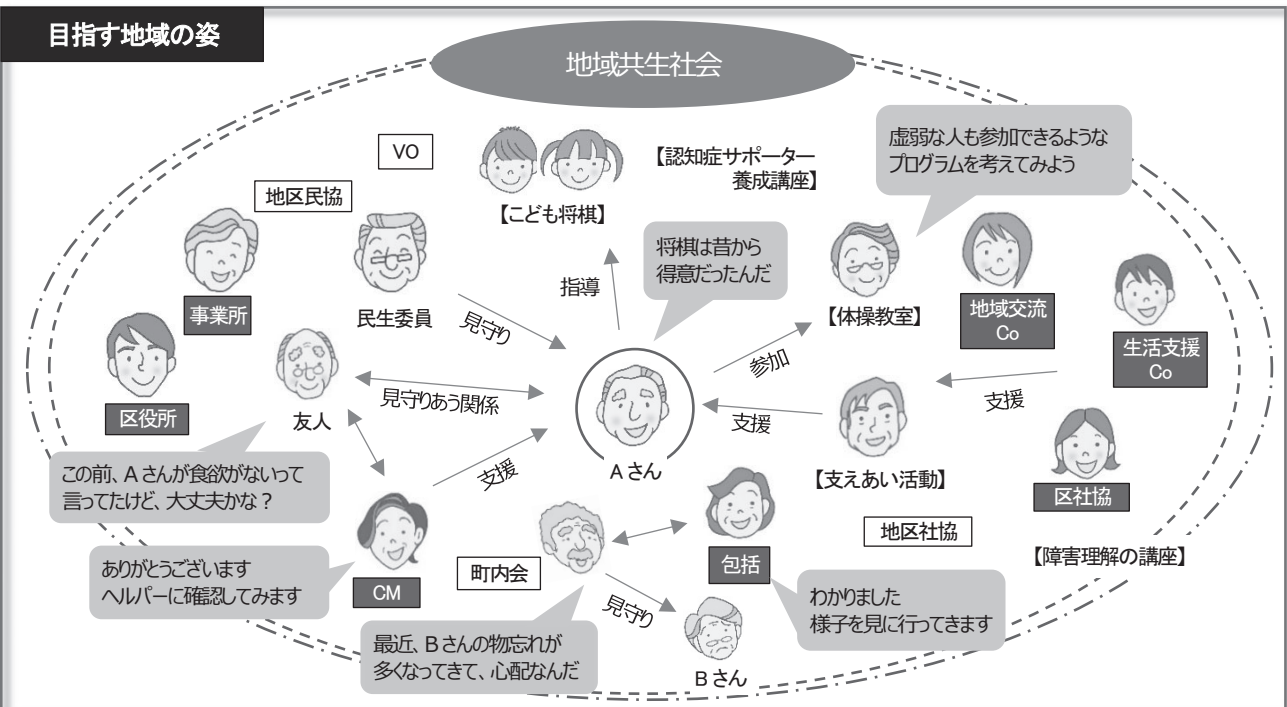 目指す地域の姿
地域共生社会
VO
地区民協
【こども将棋】
【認知症サポーター
養成講座】
虚弱な人も参加できるような
プログラムを考えてみよう
事業所
民生委員
見守り
指導
将棋は昔から
得意だったんだ
参加
【体操教室】
地域交流
Co
生活支援
Co
区役所
友人
見守りあう関係
Aさん
支援
支援
【支えあい活動】
区社協
この前、Aさんが食欲がないって
言ってたけど、大丈夫かな？
支援
ありがとうございます
ヘルパーに確認してみます
CM
町内会
包括
地区社協
【障害理解の講座】
わかりました
様子を見に行ってきます
見守り
最近、Bさんの物忘れが
多くなってきて、心配なんだ
Bさん